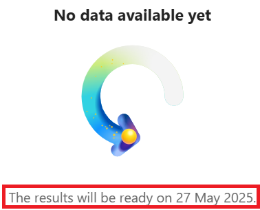 No data available yet
The results will be ready on 27 May 2025.